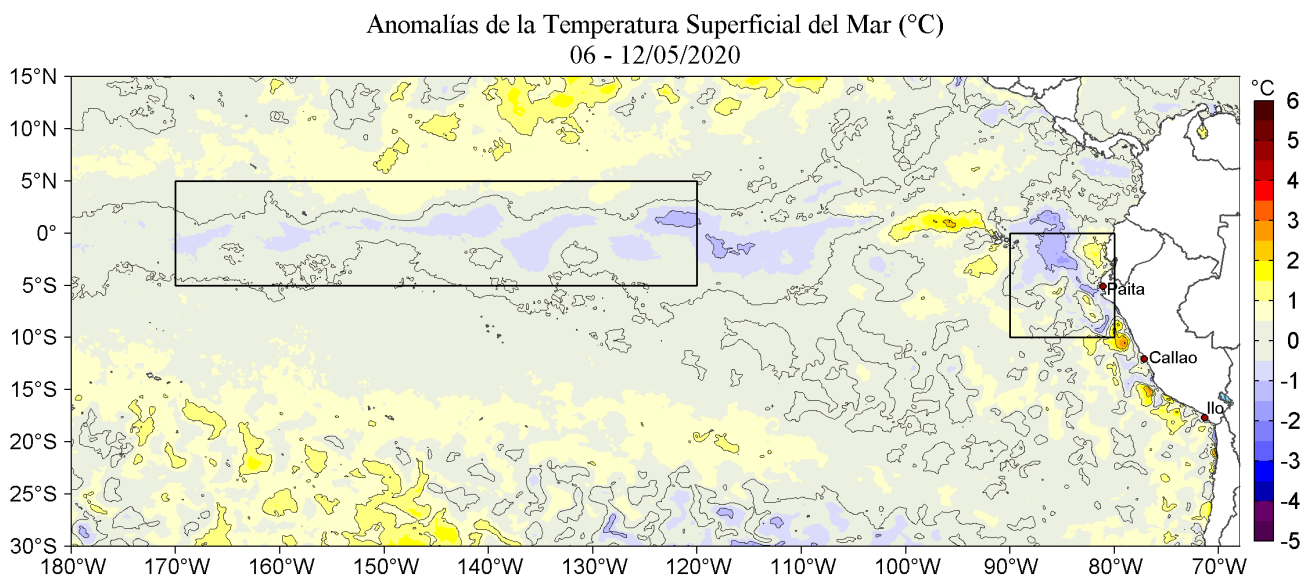 Anomalías de la Temperatura Superficial del Mar (°C)
06 - 12/05/2020
15°N
10°N
5°N
0°
5°S
10°S
15°S
20°S
25°S
30°S
180°W
170°W
160°W
150°W
140°W
130°W
120°W
110°W
100°W
90°W
80°W
70°W
Paita
Callao
Ilo
°C
6
5
4
3
2
1
0
-1
-2
-3
-4
-5